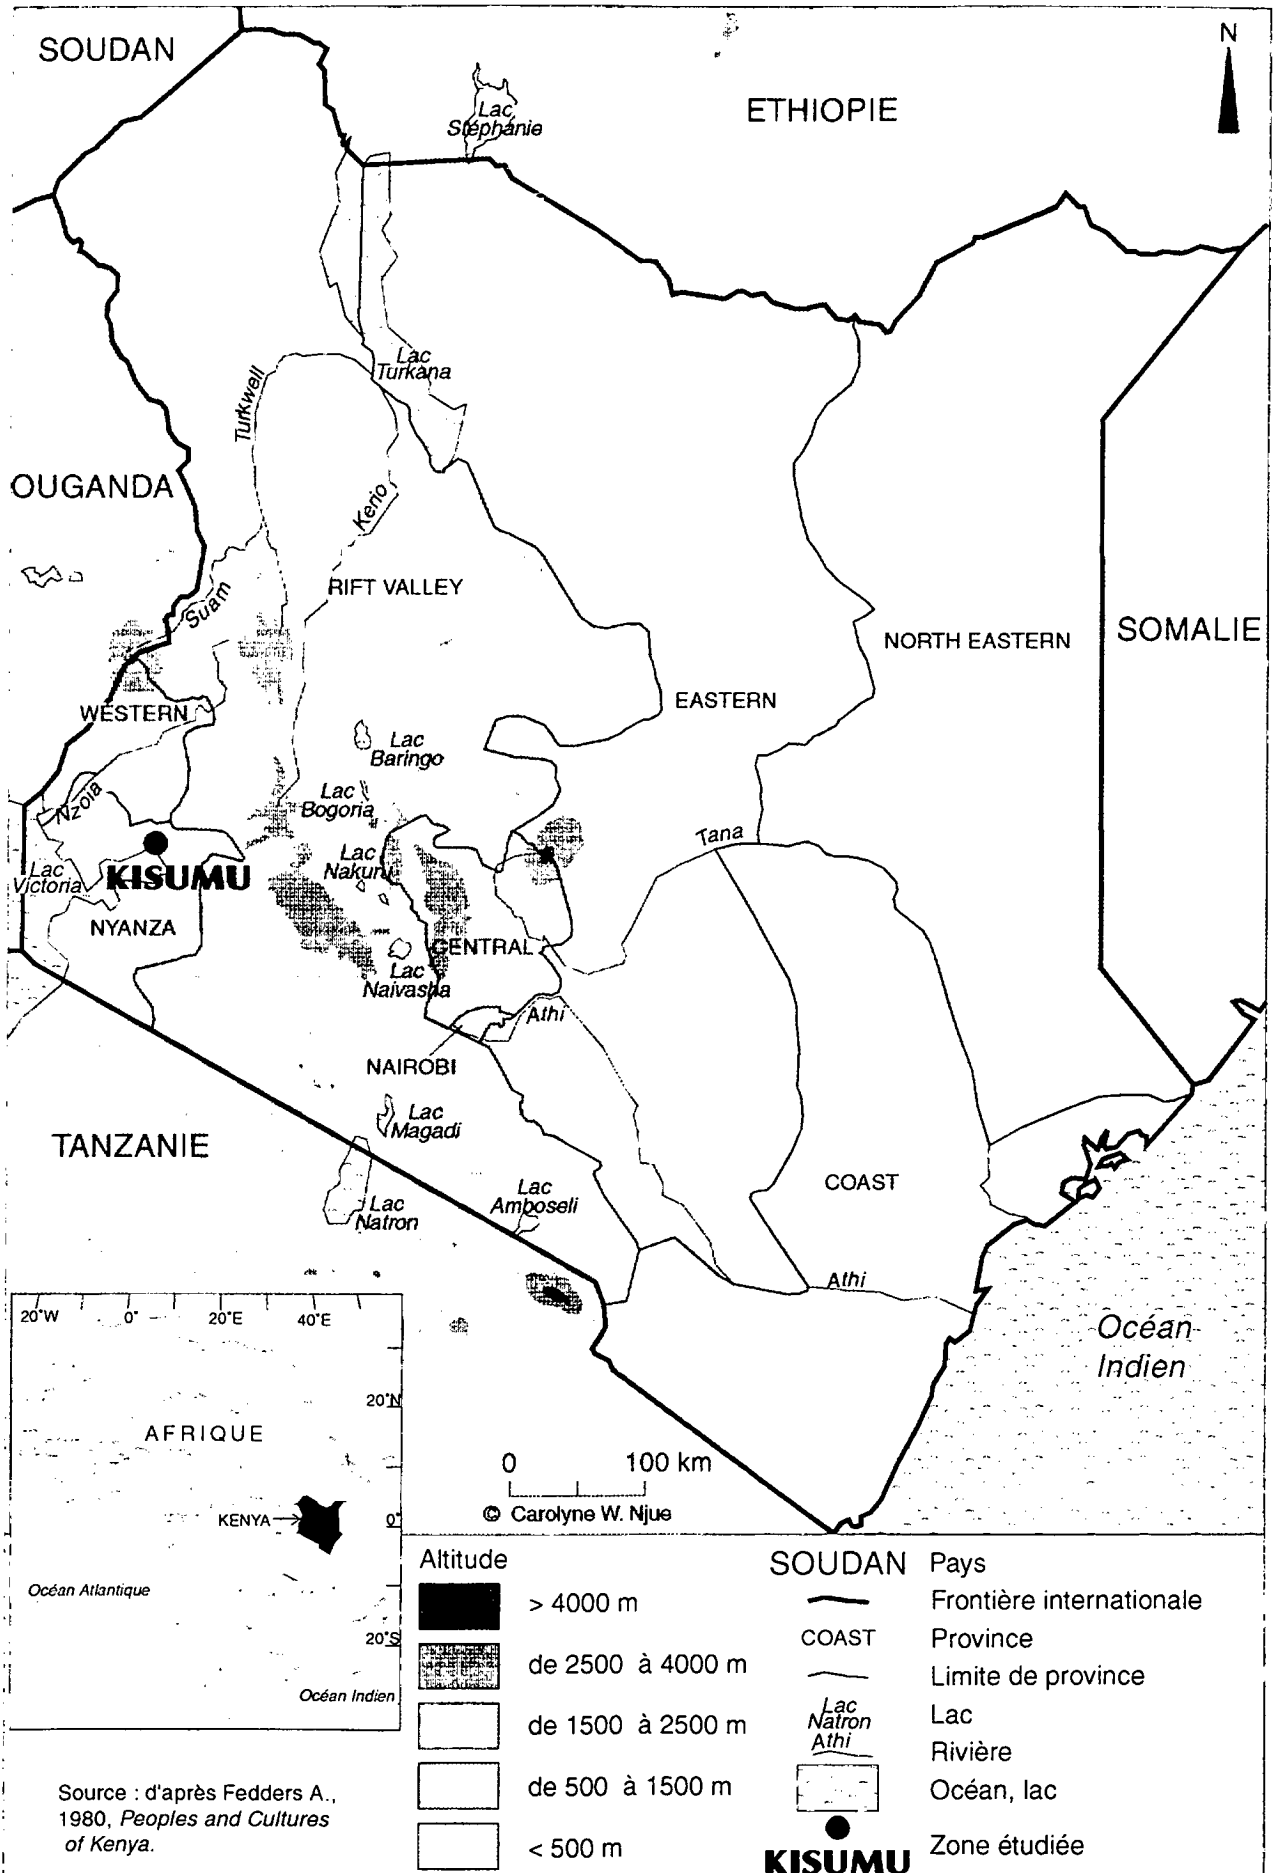 SOUDAN
N
ETHIOPIE
Lac
Stéphanie
Lac
Turkana
Turkwell
OUGANDA
Kerio
RIFT VALLEY
Suam
NORTH EASTERN
SOMALIE
EASTERN
WESTERN
Lac
Baringo
Lac
Bogoria
Nzoia
Tana
Lac
Nakuru
Lac
Victoria
KISUMU
NYANZA
CENTRAL
Lac
Naivasha
Athi
NAIROBI
Lac
Magadi
TANZANIE
COAST
Lac
Amboseli
Lac
Natron
Athi
Océan
Indien
20°W
0°
20°E
40°E
20°N
AFRIQUE
KENYA
0°
Océan Atlantique
20°S
Océan Indien
0
100 km
© Carolyne W. Njue
Source : d'après Fedders A.,
1980, Peoples and Cultures
of Kenya.
Altitude
> 4000 m
de 2500 à 4000 m
de 1500 à 2500 m
de 500 à 1500 m
< 500 m
SOUDAN Pays
Frontière internationale
COAST Province
Limite de province
Lac
Natron Lac
Athi Rivière
Océan, lac
Zone étudiée
KISUMU